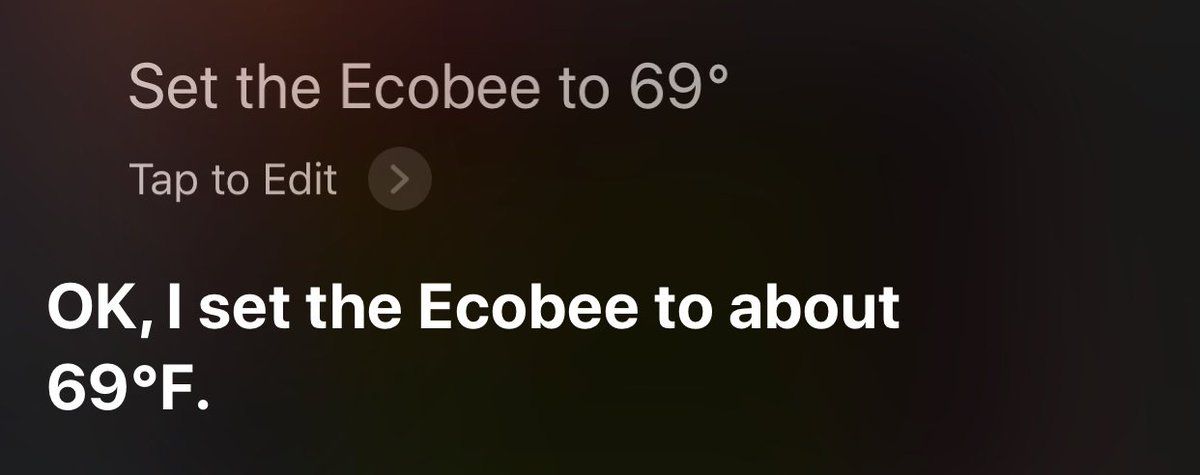 Set the Ecobee to 69°
Tap to Edit
OK, I set the Ecobee to about
69°F.